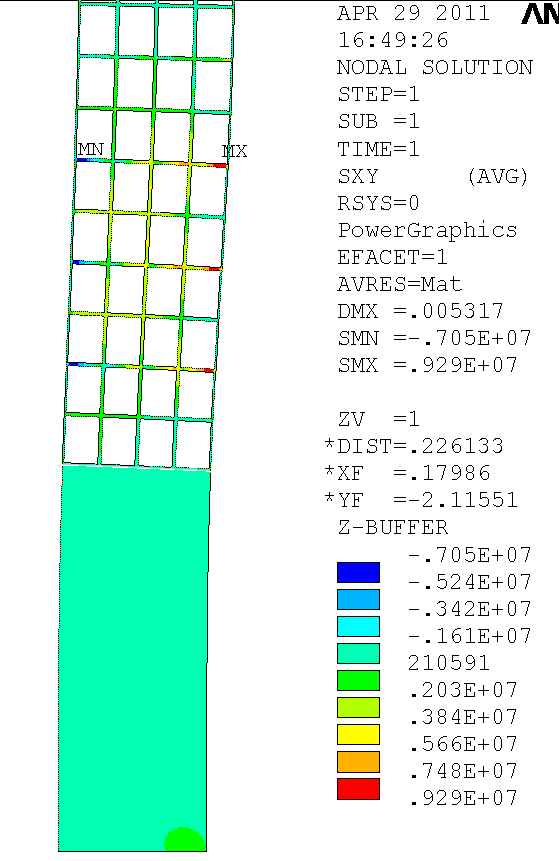 APR 29 2011
16:49:26
NODAL SOLUTION
STEP=1
SUB =1
TIME=1
SXY (AVG)
RSYS=0
PowerGraphics
EFACET=1
AVRES=Mat
DMX =.005317
SMN =-.705E+07
SMX =.929E+07
ZV =1
*DIST=.226133
*XF =.17986
*YF =-2.11551
Z-BUFFER
-.705E+07
-.524E+07
-.342E+07
-.161E+07
210591
.203E+07
.384E+07
.566E+07
.748E+07
.929E+07
MN
MX